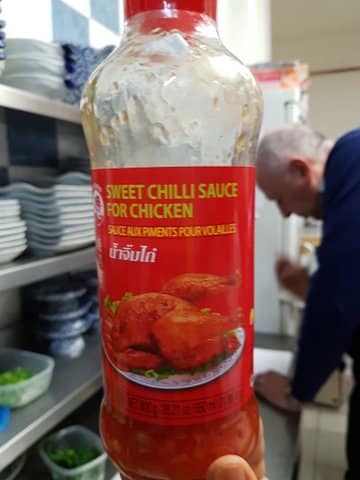 SWEET CHILLI SAUCE
FOR CHICKEN
SAUCE AUX PIMENTS POUR VOLAILLES
น้ำจิ้มไก่